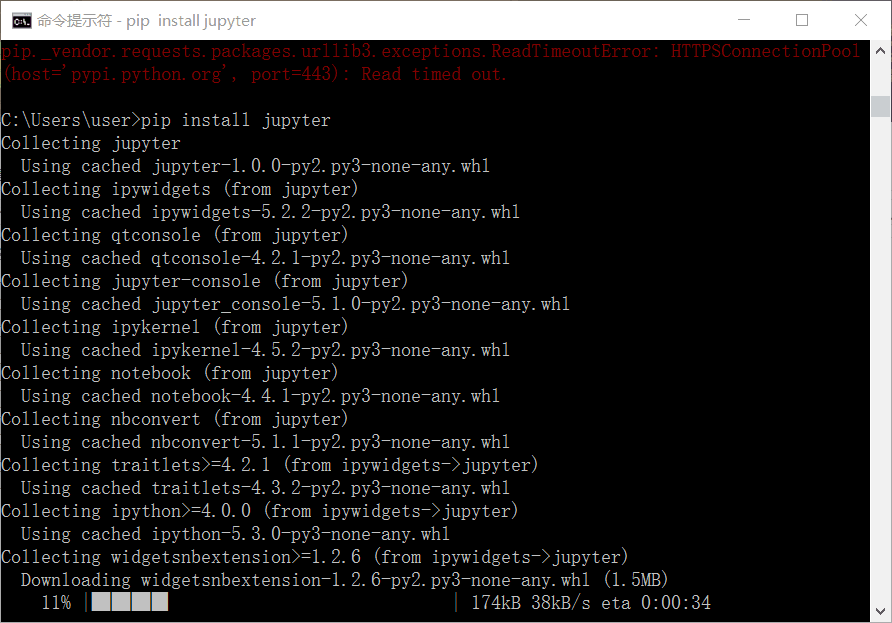 命令提示符 - pip  install jupyter
pip._vendor.requests.packages.urllib3.exceptions.ReadTimeoutError: HTTPSConnectionPool
(host='pypi.python.org', port=443): Read timed out.
C:\Users\user>pip install jupyter
Collecting jupyter
  Using cached jupyter-1.0.0-py2.py3-none-any.whl
Collecting ipywidgets (from jupyter)
  Using cached ipywidgets-5.2.2-py2.py3-none-any.whl
Collecting qtconsole (from jupyter)
  Using cached qtconsole-4.2.1-py2.py3-none-any.whl
Collecting jupyter-console (from jupyter)
  Using cached jupyter_console-5.1.0-py2.py3-none-any.whl
Collecting ipykernel (from jupyter)
  Using cached ipykernel-4.5.2-py2.py3-none-any.whl
Collecting notebook (from jupyter)
  Using cached notebook-4.4.1-py2.py3-none-any.whl
Collecting nbconvert (from jupyter)
  Using cached nbconvert-5.1.1-py2.py3-none-any.whl
Collecting traitlets>=4.2.1 (from ipywidgets->jupyter)
  Using cached traitlets-4.3.2-py2.py3-none-any.whl
Collecting ipython>=4.0.0 (from ipywidgets->jupyter)
  Using cached ipython-5.3.0-py3-none-any.whl
Collecting widgetsnbextension>=1.2.6 (from ipywidgets->jupyter)
  Downloading widgetsnbextension-1.2.6-py2.py3-none-any.whl (1.5MB)
    11% |████                            | 174kB 38kB/s eta 0:00:34